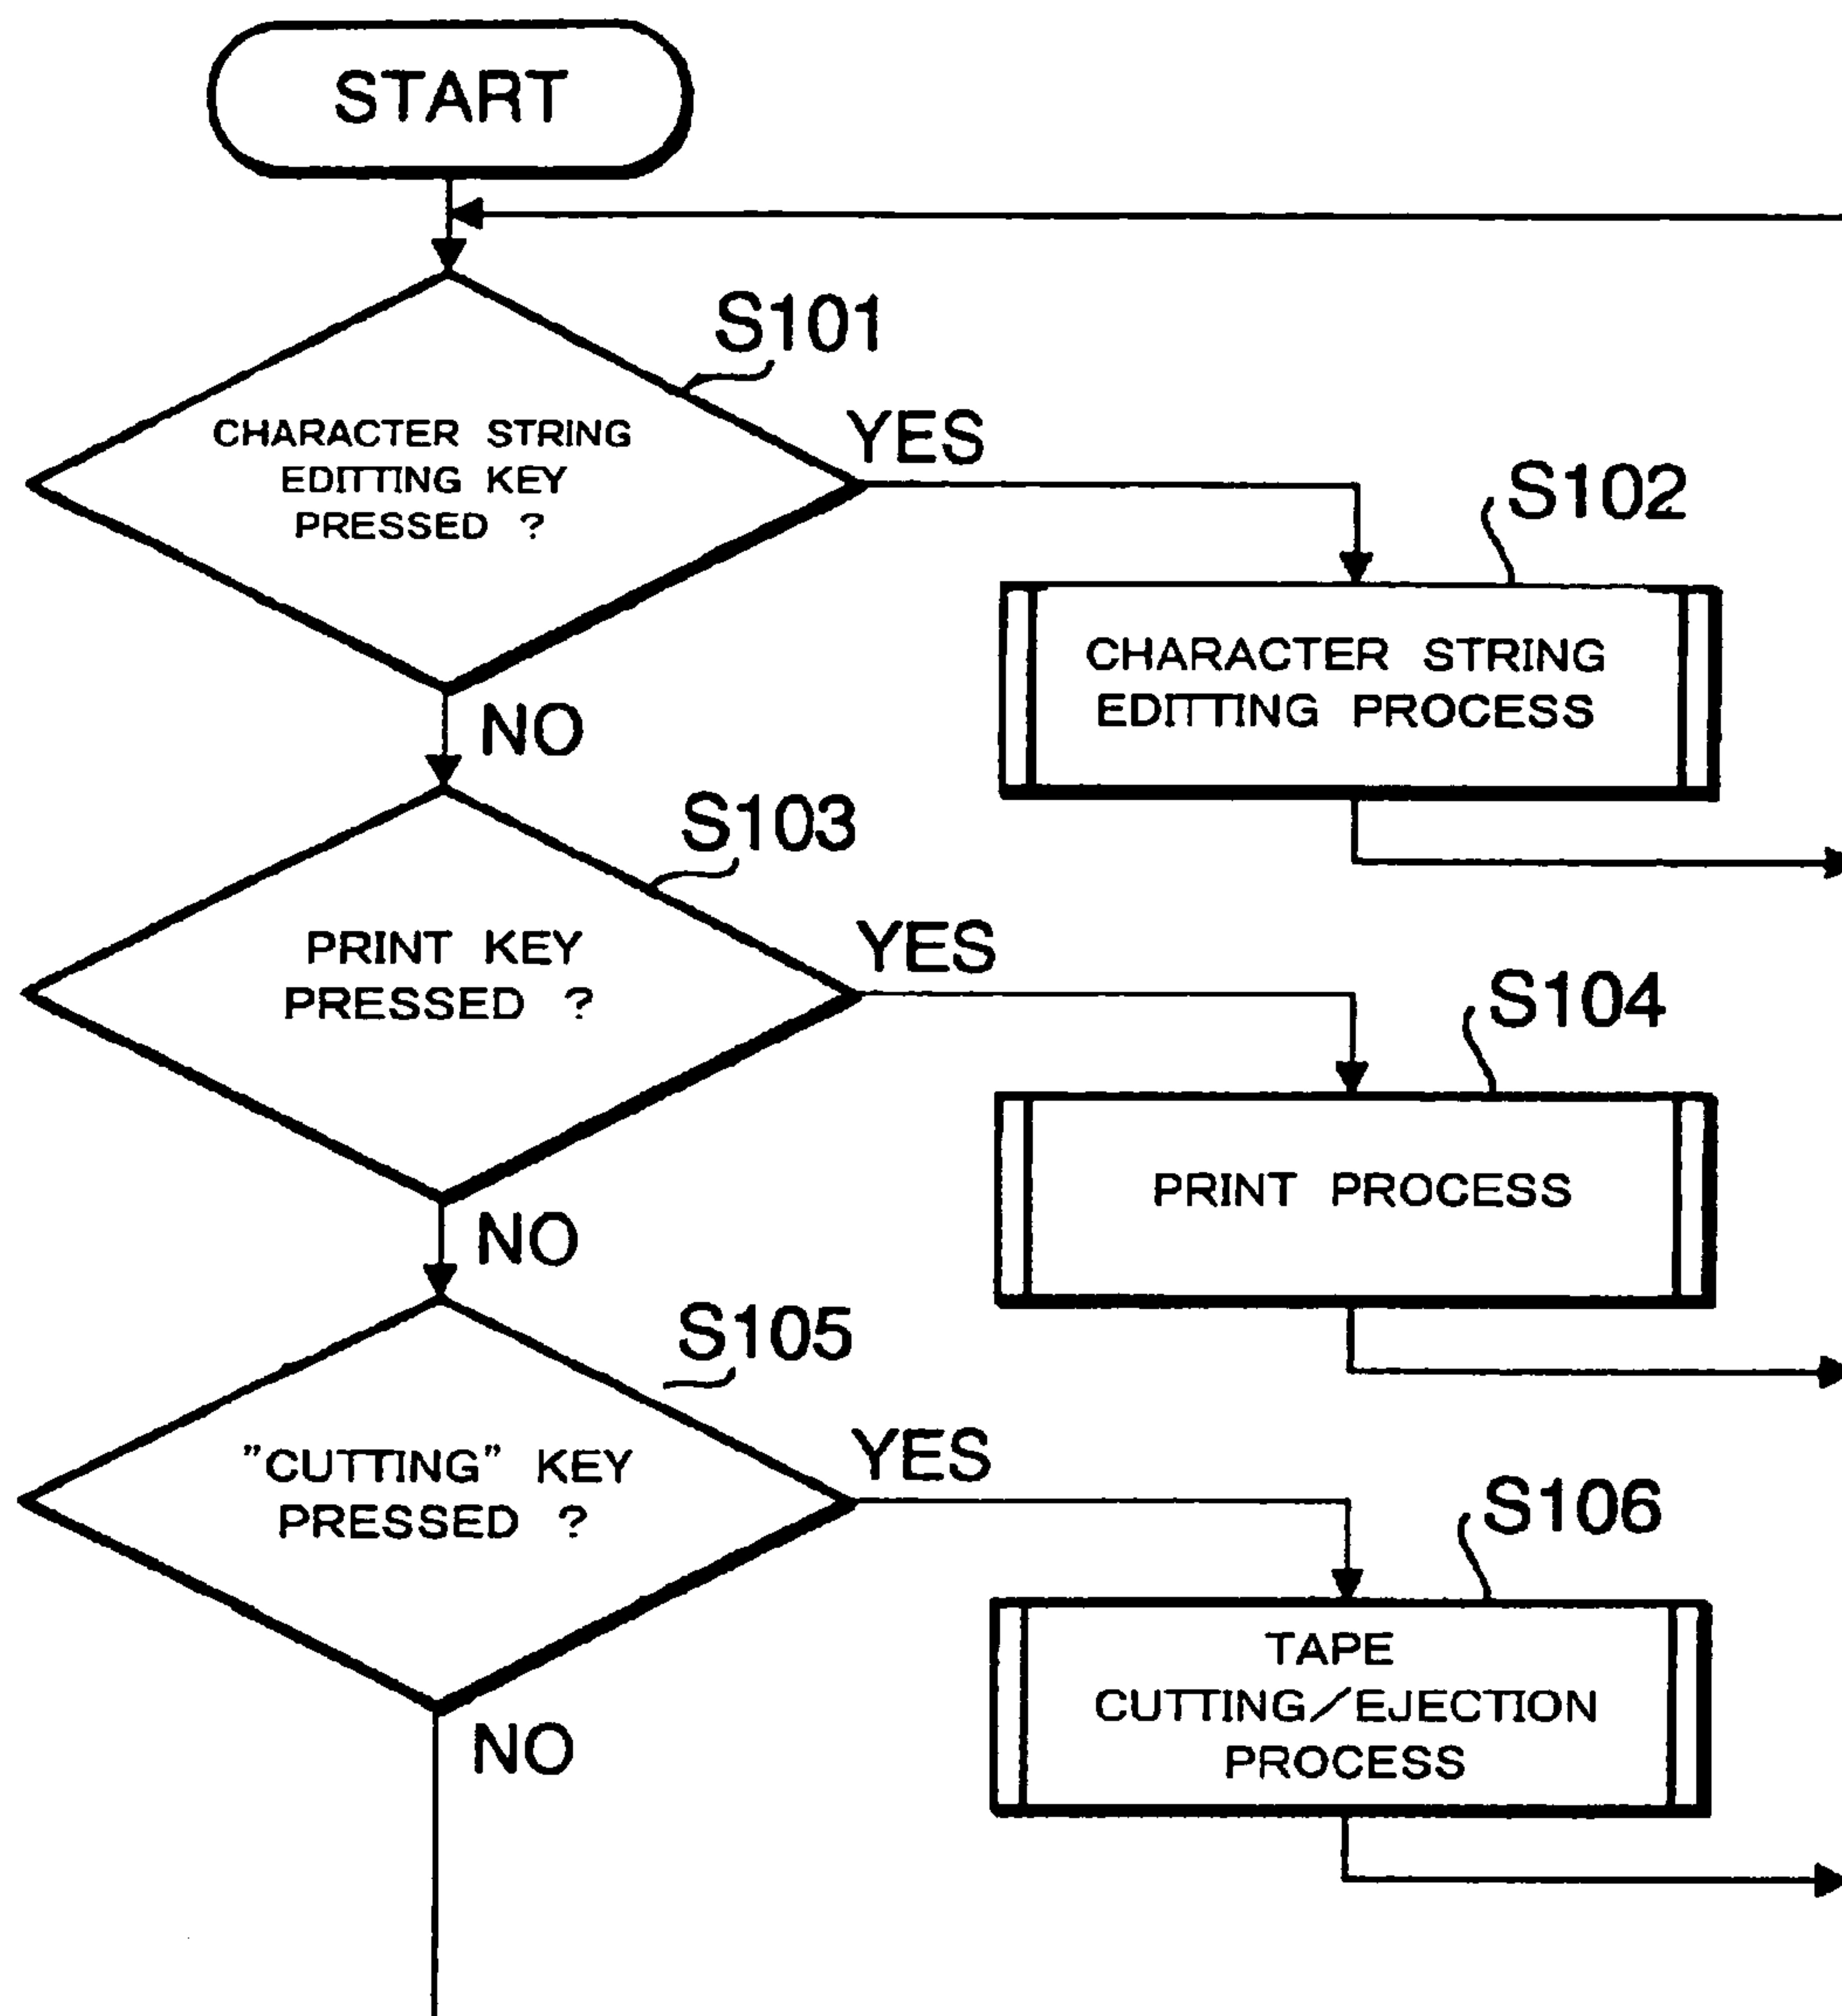 START
S101
CHARACTER STRING
EDITTING KEY
PRESSED ?
YES
S102
CHARACTER STRING
EDITTING PROCESS
NO
S103
PRINT KEY
PRESSED ?
YES
S104
PRINT PROCESS
NO
S105
"CUTTING" KEY
PRESSED ?
YES
S106
TAPE
CUTTING/EJECTION
PROCESS
NO